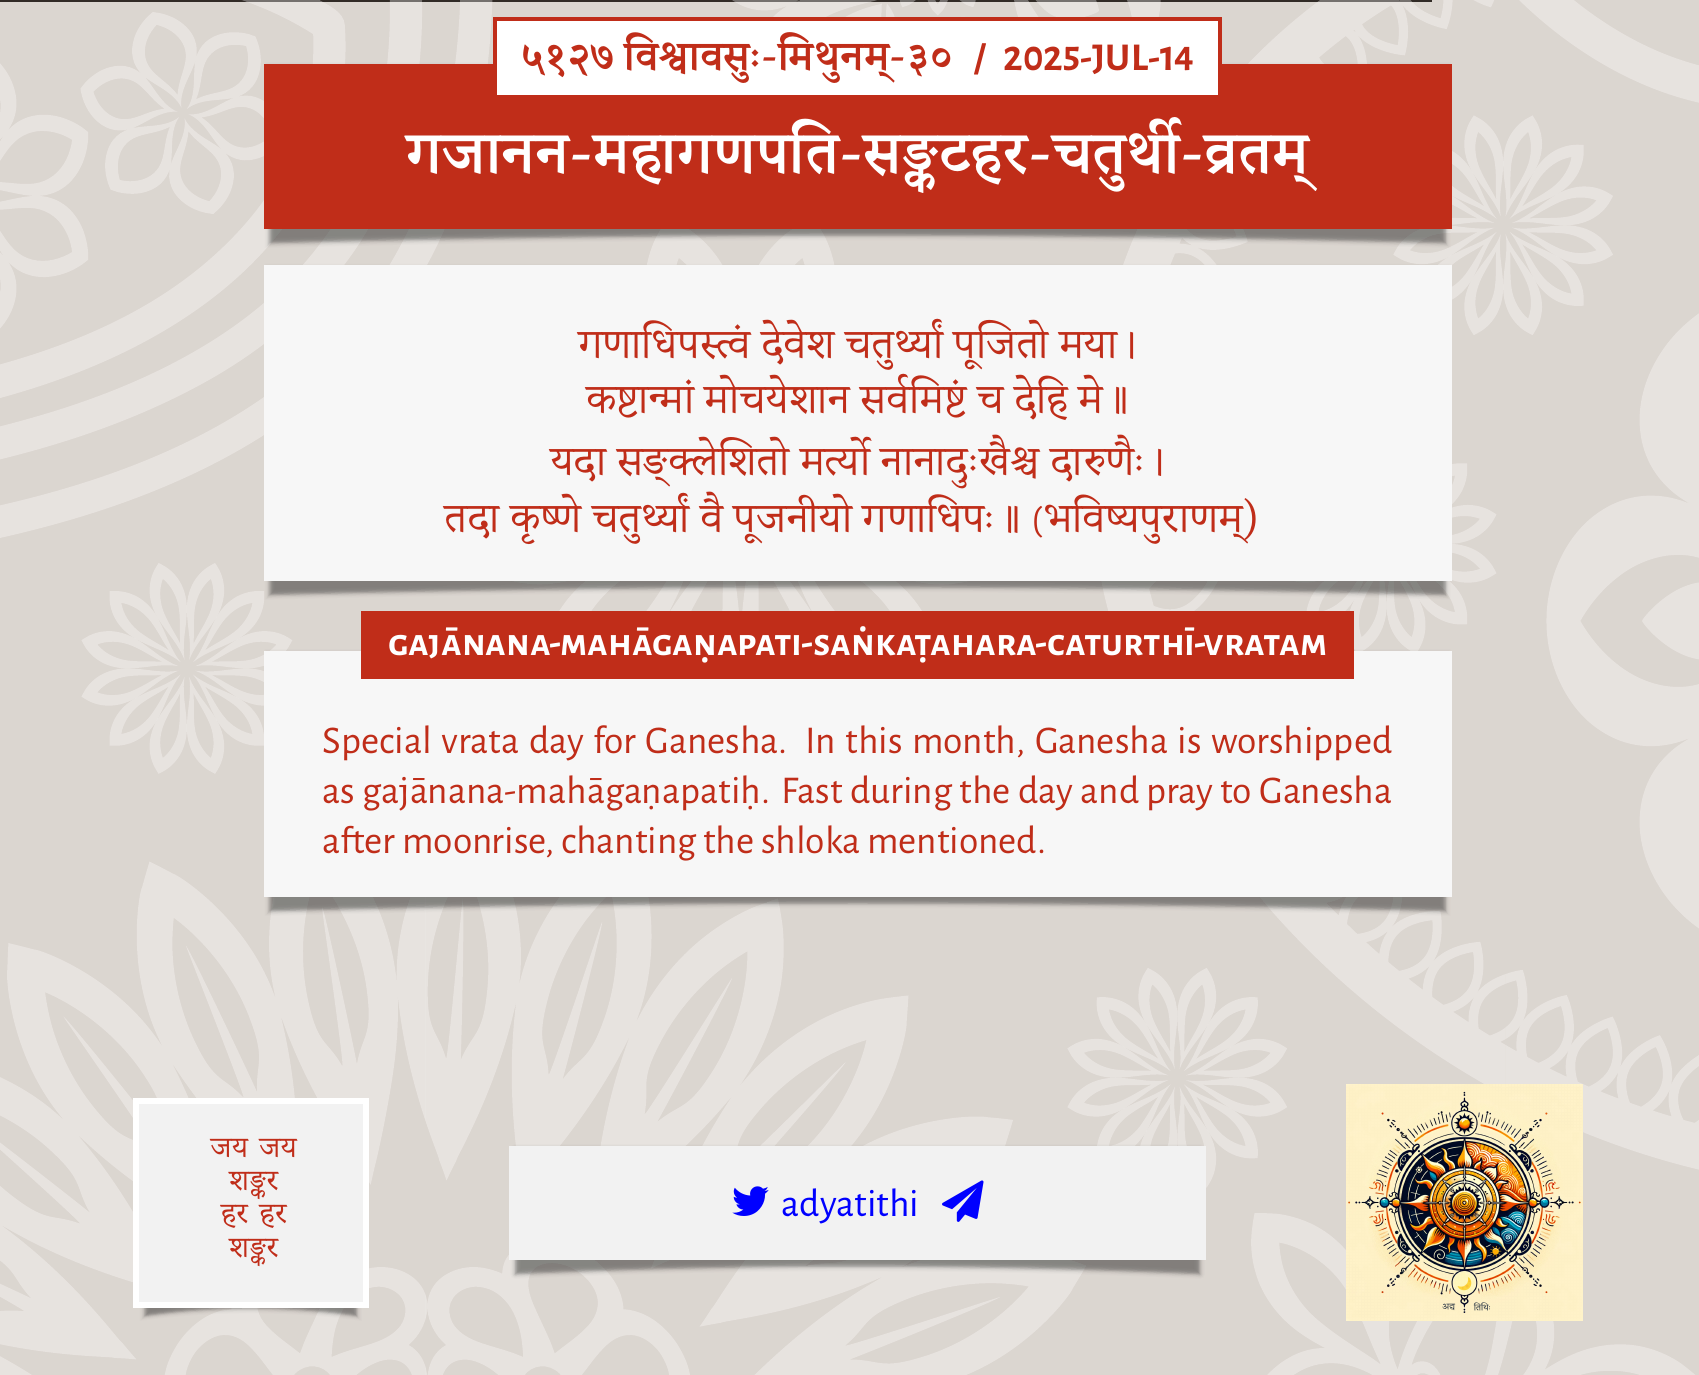 ५१२७ विश्वावसुः-मिथुनम्-३० / 2025-JUL-14
गजानन-महागणपति-सङ्कटहर-चतुर्थी-व्रतम्
गणाधिपस्त्वं देवेश चतुर्थ्यां पूजितो मया।
कष्टान्मां मोचयेशान सर्वमिष्टं च देहि मे॥
यदा सङ्क्लेशितो मर्त्यो नानादुःखैश्च दारुणैः।
तदा कृष्णे चतुर्थ्यां वै पूजनीयो गणाधिपः॥ (भविष्यपुराणम्)
GAJĀNANA-MAHĀGAṆAPATI-SAṄKAṬAHARA-CATURTHĪ-VRATAM
Special vrata day for Ganesha. In this month, Ganesha is worshipped
as gajānana-mahāgaṇapatiḥ. Fast during the day and pray to Ganesha
after moonrise, chanting the shloka mentioned.
जय जय
शङ्कर
हर हर
शङ्कर
adyatithi
अद्य तिथिः